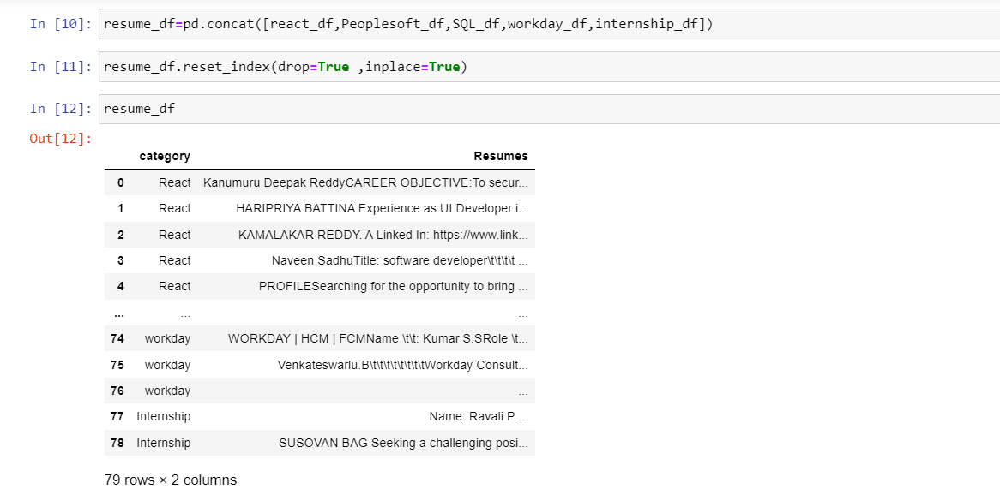 In [10]: resume_df=pd.concat([react_df,Peoplesoft_df,SQL_df,workday_df,internship_df])
In [11]: resume_df.reset_index(drop=True ,inplace=True)
In [12]: resume_df
Out[12]:
category Resumes
0 React Kanumuru Deepak ReddyCAREER OBJECTIVE:To secur...
1 React HARIPRIYA BATTINA Experience as UI Developer i...
2 React KAMALAKAR REDDY. A Linked In: https://www.link...
3 React Naveen SadhuTitle: software developer\t\t\t\t ...
4 React PROFILESearching for the opportunity to bring ...
... ... ...
74 workday WORKDAY | HCM | FCMName \t\t: Kumar S.SRole \t...
75 workday Venkateswarlu.B\t\t\t\t\t\t\t\tWorkday Consult...
76 workday ...
77 Internship Name: Ravali P ...
78 Internship SUSOVAN BAG Seeking a challenging posi...
79 rows × 2 columns